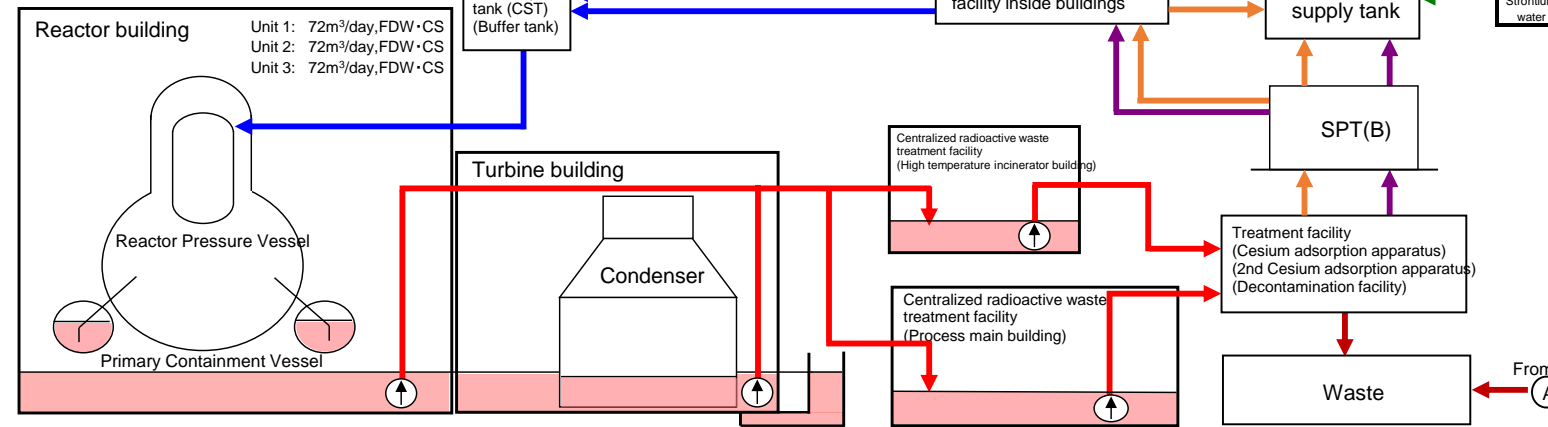 tank (CST)
(Buffer tank)
facility inside buildings
supply tank
water
Reactor building
Unit 1: 72m³/day,FDW・CS
Unit 2: 72m³/day,FDW・CS
Unit 3: 72m³/day,FDW・CS
SPT(B)
Centralized radioactive waste
treatment facility
(High temperature incinerator building)
Turbine building
Reactor Pressure Vessel
Condenser
Treatment facility
(Cesium adsorption apparatus)
(2nd Cesium adsorption apparatus)
(Decontamination facility)
Centralized radioactive waste
treatment facility
(Process main building)
Primary Containment Vessel
Waste
From
A